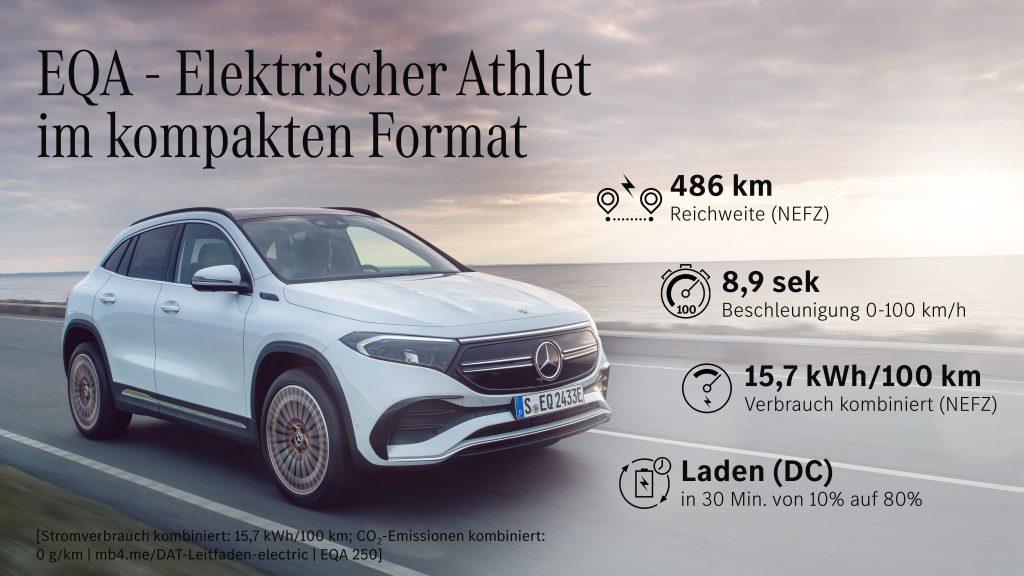 EQA - Elektrischer Athlet
im kompakten Format
486 km
Reichweite (NEFZ)
100
8,9 sek
Beschleunigung 0-100 km/h
15,7 kWh/100 km
Verbrauch kombiniert (NEFZ)
Laden (DC)
in 30 Min. von 10% auf 80%
S EQ 2433E
[Stromverbrauch kombiniert: 15,7 kWh/100 km; CO₂-Emissionen kombiniert:
0 g/km | mb4.me/DAT-Leitfaden-electric | EQA 250]